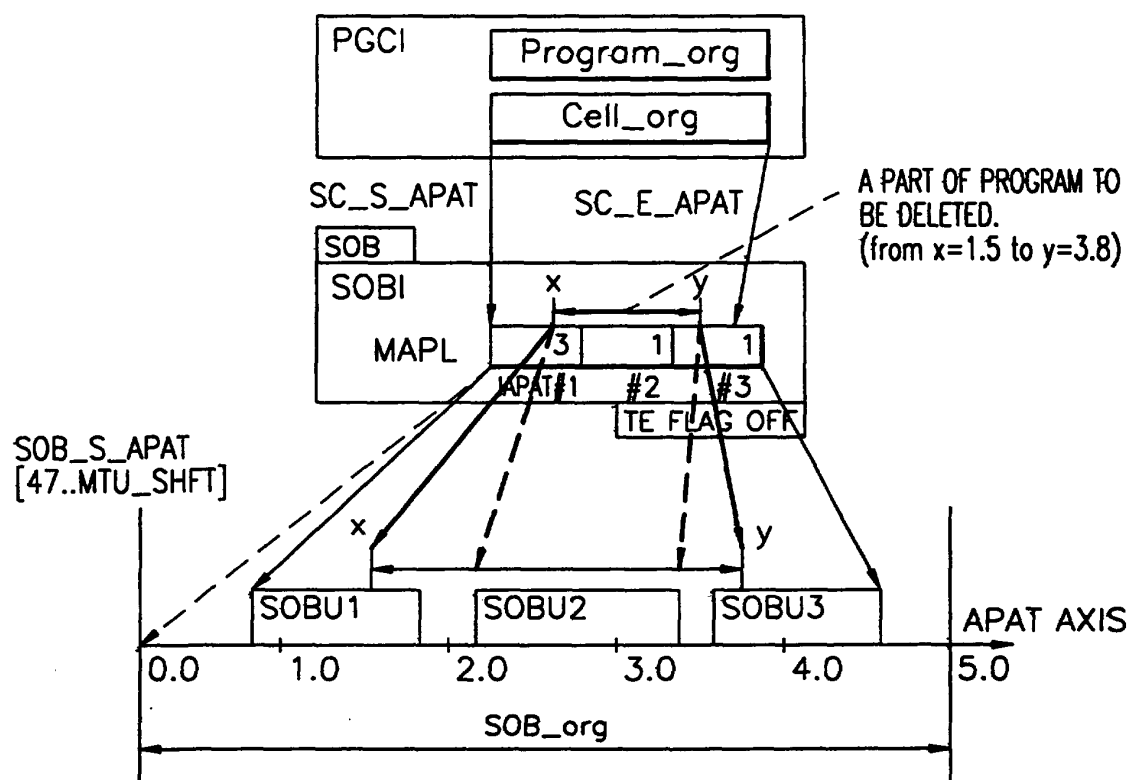 PGCI
Program_org
Cell_org
SC_S_APAT
SC_E_APAT
A PART OF PROGRAM TO
BE DELETED.
(from x=1.5 to y=3.8)
SOB
SOBI
x
y
MAPL
3
1
1
IAPAT#1
#2
#3
TE FLAG OFF
SOB_S_APAT
[47..MTU_SHFT]
x
y
SOBU1
SOBU2
SOBU3
APAT AXIS
0.0
1.0
2.0
3.0
4.0
5.0
SOB_org